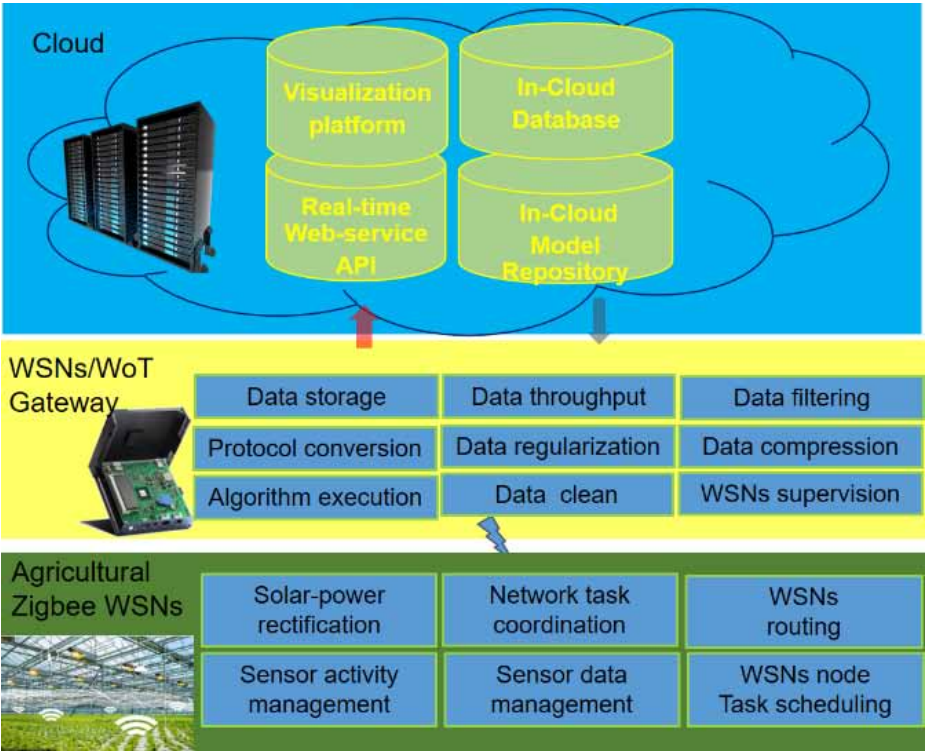 Cloud
Visualization
platform
In-Cloud
Database
Real-time
Web-service
API
In-Cloud
Model
Repository
WSNs/WoT
Gateway
Data storage
Data throughput
Data filtering
Protocol conversion
Data regularization
Data compression
Algorithm execution
Data clean
WSNs supervision
Agricultural
Zigbee WSNs
Solar-power
rectification
Network task
coordination
WSNs
routing
Sensor activity
management
Sensor data
management
WSNs node
Task scheduling